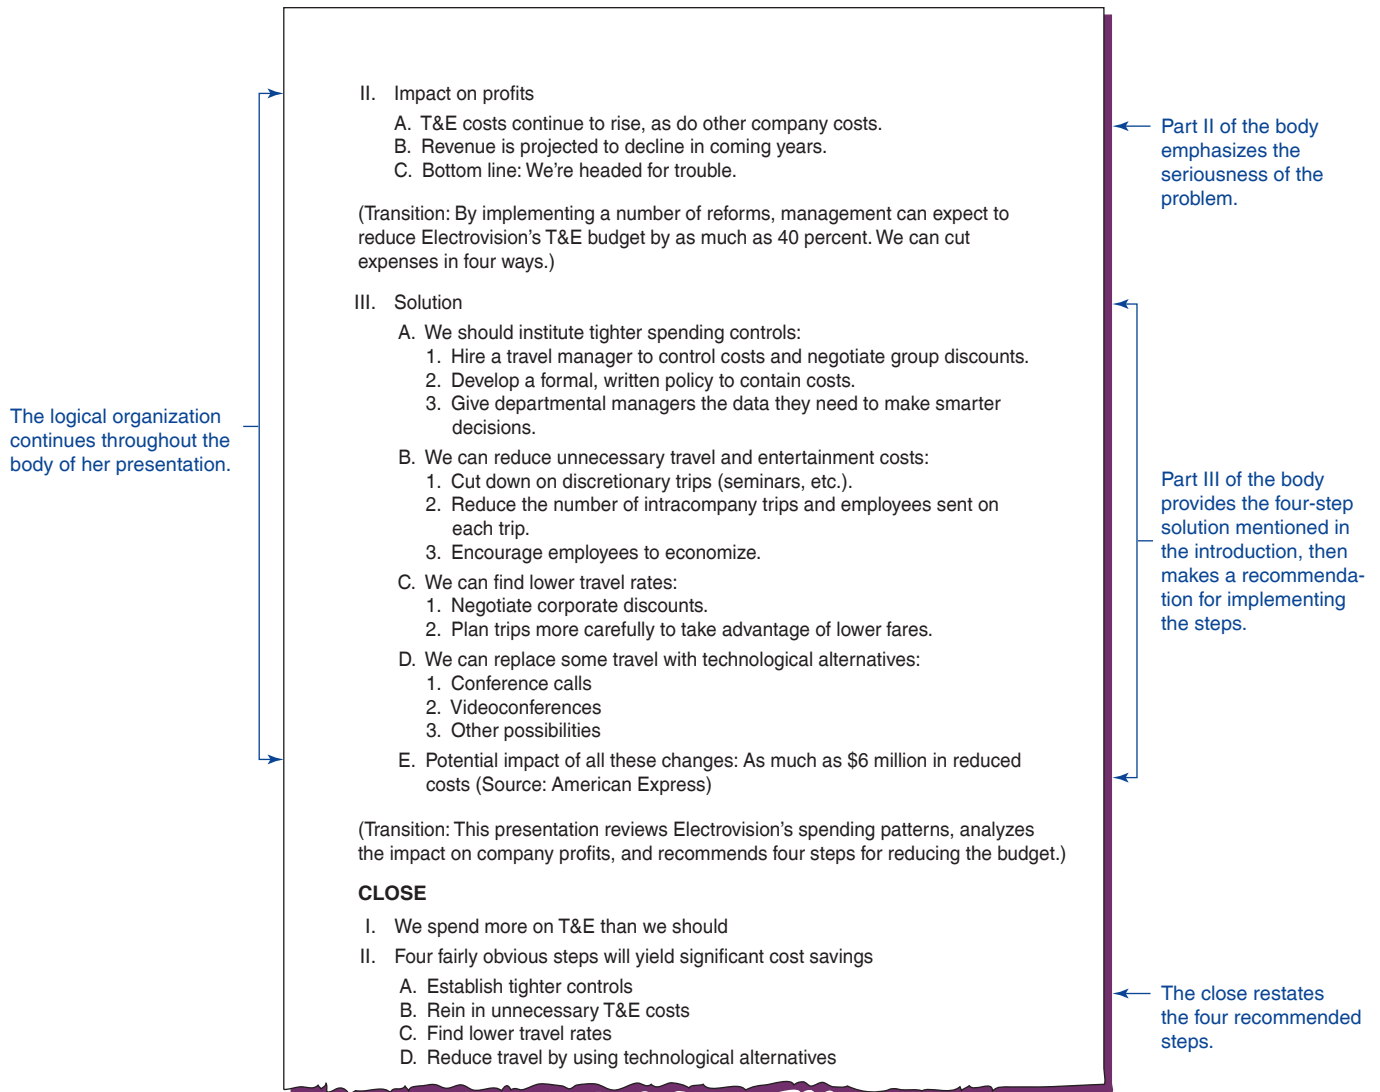 II. Impact on profits
A. T&E costs continue to rise, as do other company costs.
B. Revenue is projected to decline in coming years.
C. Bottom line: We're headed for trouble.
(Transition: By implementing a number of reforms, management can expect to
reduce Electrovision's T&E budget by as much as 40 percent. We can cut
expenses in four ways.)
III. Solution
A. We should institute tighter spending controls:
1. Hire a travel manager to control costs and negotiate group discounts.
2. Develop a formal, written policy to contain costs.
3. Give departmental managers the data they need to make smarter
decisions.
B. We can reduce unnecessary travel and entertainment costs:
1. Cut down on discretionary trips (seminars, etc.).
2. Reduce the number of intracompany trips and employees sent on
each trip.
3. Encourage employees to economize.
C. We can find lower travel rates:
1. Negotiate corporate discounts.
2. Plan trips more carefully to take advantage of lower fares.
D. We can replace some travel with technological alternatives:
1. Conference calls
2. Videoconferences
3. Other possibilities
E. Potential impact of all these changes: As much as $6 million in reduced
costs (Source: American Express)
(Transition: This presentation reviews Electrovision's spending patterns, analyzes
the impact on company profits, and recommends four steps for reducing the budget.)
CLOSE
I. We spend more on T&E than we should
II. Four fairly obvious steps will yield significant cost savings
A. Establish tighter controls
B. Rein in unnecessary T&E costs
C. Find lower travel rates
D. Reduce travel by using technological alternatives
The logical organization
continues throughout the
body of her presentation.
Part II of the body
emphasizes the
seriousness of the
problem.
Part III of the body
provides the four-step
solution mentioned in
the introduction, then
makes a recommenda-
tion for implementing
the steps.
The close restates
the four recommended
steps.